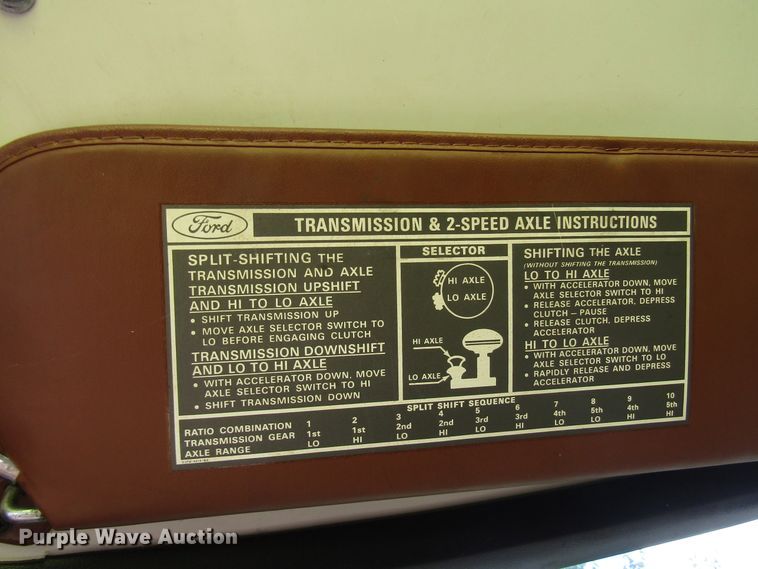 Ford
TRANSMISSION & 2-SPEED AXLE INSTRUCTIONS
SPLIT-SHIFTING THE
TRANSMISSION AND AXLE
TRANSMISSION UPSHIFT
AND HI TO LO AXLE
• SHIFT TRANSMISSION UP
• MOVE AXLE SELECTOR SWITCH TO
LO BEFORE ENGAGING CLUTCH
TRANSMISSION DOWNSHIFT
AND LO TO HI AXLE
• WITH ACCELERATOR DOWN, MOVE
AXLE SELECTOR SWITCH TO HI
• SHIFT TRANSMISSION DOWN
SELECTOR
HI AXLE
LO AXLE
HI AXLE
LO AXLE
SHIFTING THE AXLE
(WITHOUT SHIFTING THE TRANSMISSION)
LO TO HI AXLE
• WITH ACCELERATOR DOWN, MOVE
AXLE SELECTOR SWITCH TO HI
• RELEASE ACCELERATOR, DEPRESS
CLUTCH – PAUSE
• RELEASE CLUTCH, DEPRESS
ACCELERATOR
HI TO LO AXLE
• WITH ACCELERATOR DOWN, MOVE
AXLE SELECTOR SWITCH TO LO
• RAPIDLY RELEASE AND DEPRESS
ACCELERATOR
SPLIT SHIFT SEQUENCE
RATIO COMBINATION 1 2 3 4 5 6 7 8 9 10
TRANSMISSION GEAR 1st 1st 2nd 2nd 3rd 3rd 4th 5th 4th 5th
AXLE RANGE LO HI LO HI LO HI LO LO HI HI
Purple Wave Auction